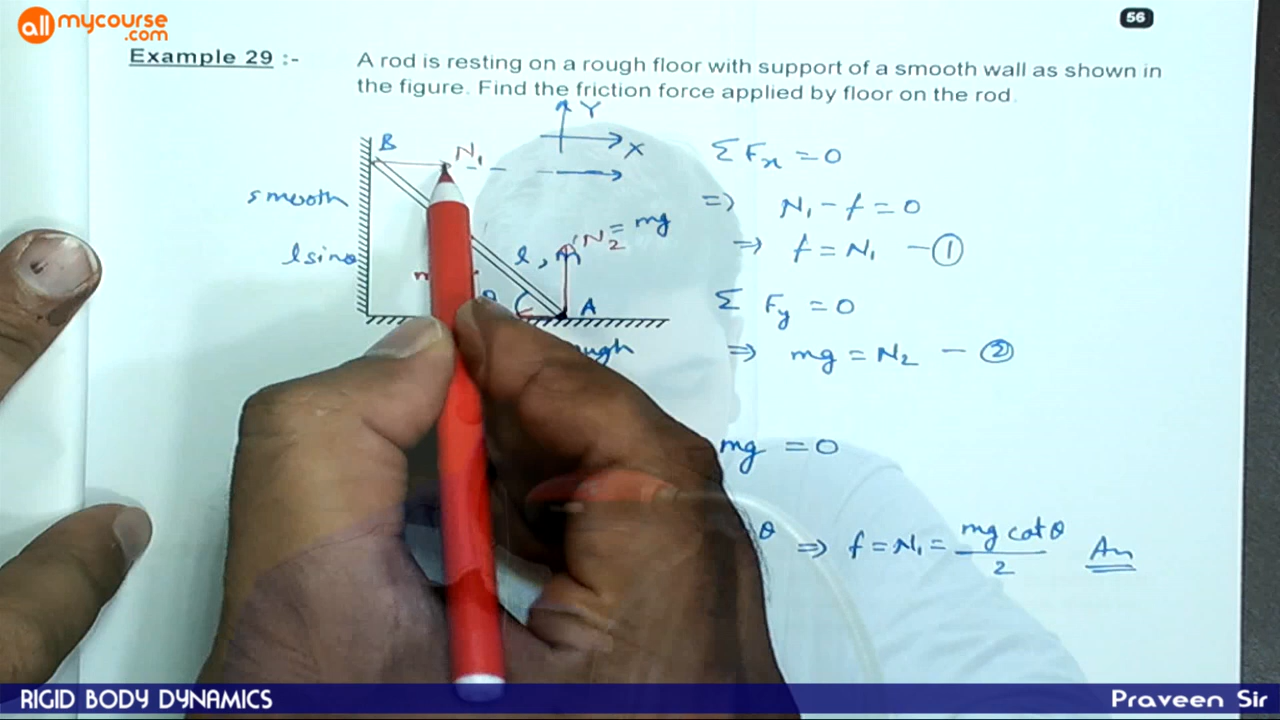 allmycourse.com
56
Example 29 :- A rod is resting on a rough floor with support of a smooth wall as shown in
the figure. Find the friction force applied by floor on the rod.
Y
X
B
N₁
smooth
l sinθ
N₂ = mg
l, m
θ
A
ΣFx = 0
=> N₁ - f = 0
=> f = N₁ - ①
ΣFy = 0
=> mg = N₂ - ②
mg = 0
θ => f = N₁ = mg cotθ / 2 Ans
RIGID BODY DYNAMICS
Praveen Sir